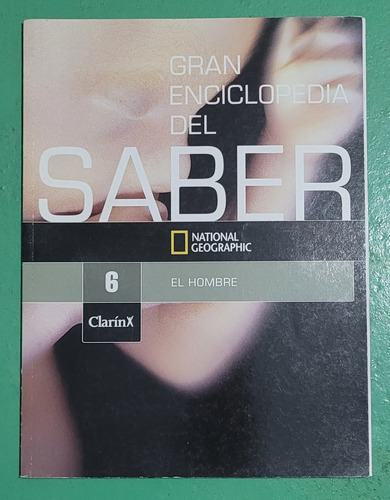 GRAN
ENCICLOPEDIA
DEL
SABER
NATIONAL
GEOGRAPHIC
6
EL HOMBRE
Clarín